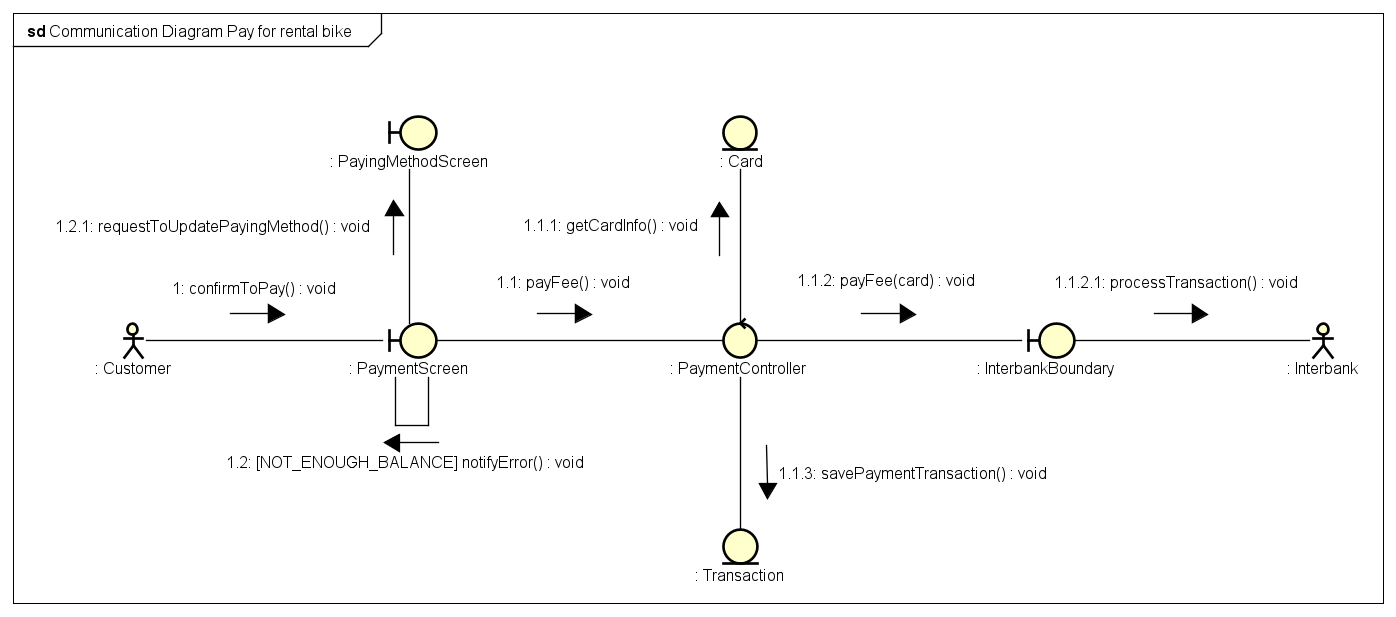 sd Communication Diagram Pay for rental bike
: PayingMethodScreen
: Card
1.2.1: requestToUpdatePayingMethod() : void
1.1.1: getCardInfo() : void
1: confirmToPay() : void
1.1: payFee() : void
1.1.2: payFee(card) : void
1.1.2.1: processTransaction() : void
: Customer
: PaymentScreen
: PaymentController
: InterbankBoundary
: Interbank
1.2: [NOT_ENOUGH_BALANCE] notifyError() : void
1.1.3: savePaymentTransaction() : void
: Transaction